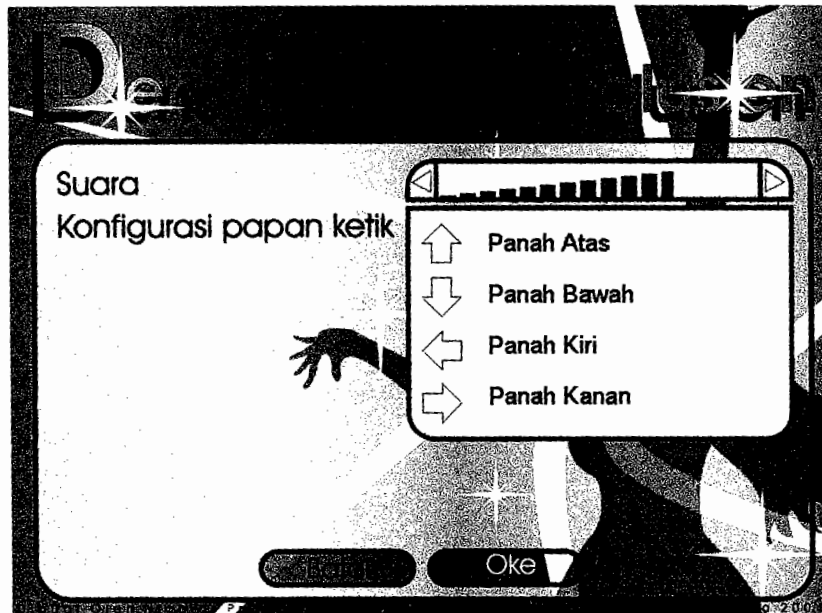 Suara
Konfigurasi papan ketik
Panah Atas
Panah Bawah
Panah Kiri
Panah Kanan
Oke